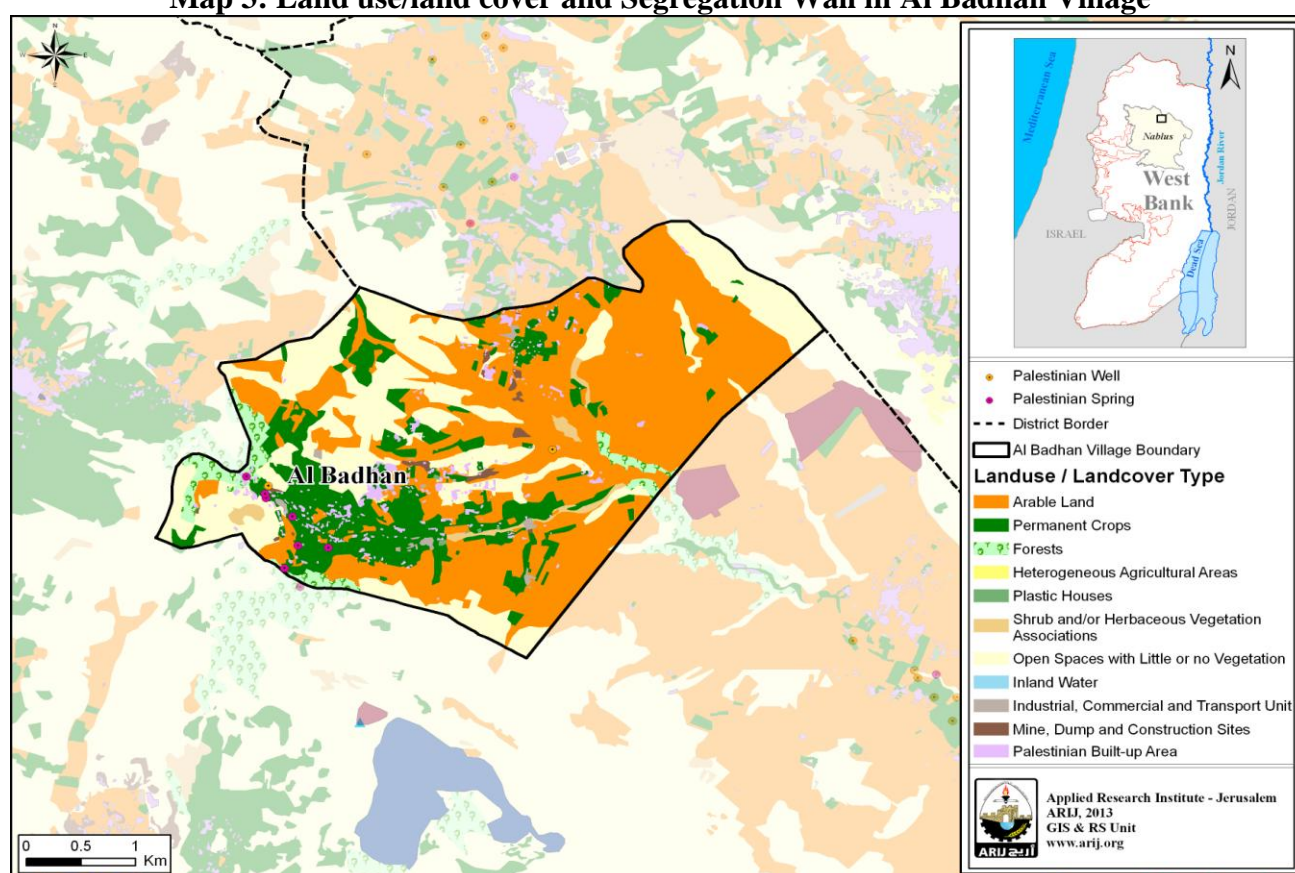 Map 3: Land use/land cover and Segregation Wall in Al Badhan Village
N
W
E
S
Al Badhan
0 0.5 1
Km
N
Mediterranean Sea
Nablus
West
Bank
Jordan River
JORDAN
ISRAEL
Dead Sea
Palestinian Well
Palestinian Spring
District Border
Al Badhan Village Boundary
Landuse / Landcover Type
Arable Land
Permanent Crops
Forests
Heterogeneous Agricultural Areas
Plastic Houses
Shrub and/or Herbaceous Vegetation
Associations
Open Spaces with Little or no Vegetation
Inland Water
Industrial, Commercial and Transport Unit
Mine, Dump and Construction Sites
Palestinian Built-up Area
Applied Research Institute - Jerusalem
ARIJ, 2013
GIS & RS Unit
www.arij.org
ARIJ أريج